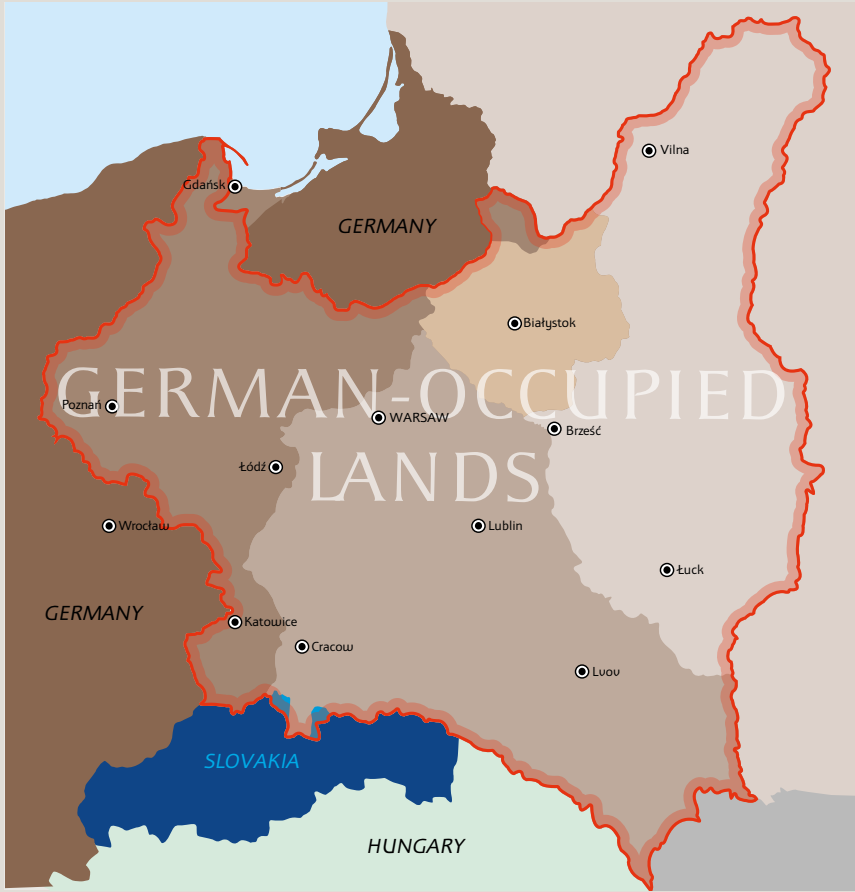 Vilna
Gdańsk
GERMANY
Białystok
GERMAN-OCCUPIED
Poznań
WARSAW
Brześć
LANDS
Łódź
Wrocław
Lublin
Łuck
GERMANY
Katowice
Cracow
Lvov
SLOVAKIA
HUNGARY